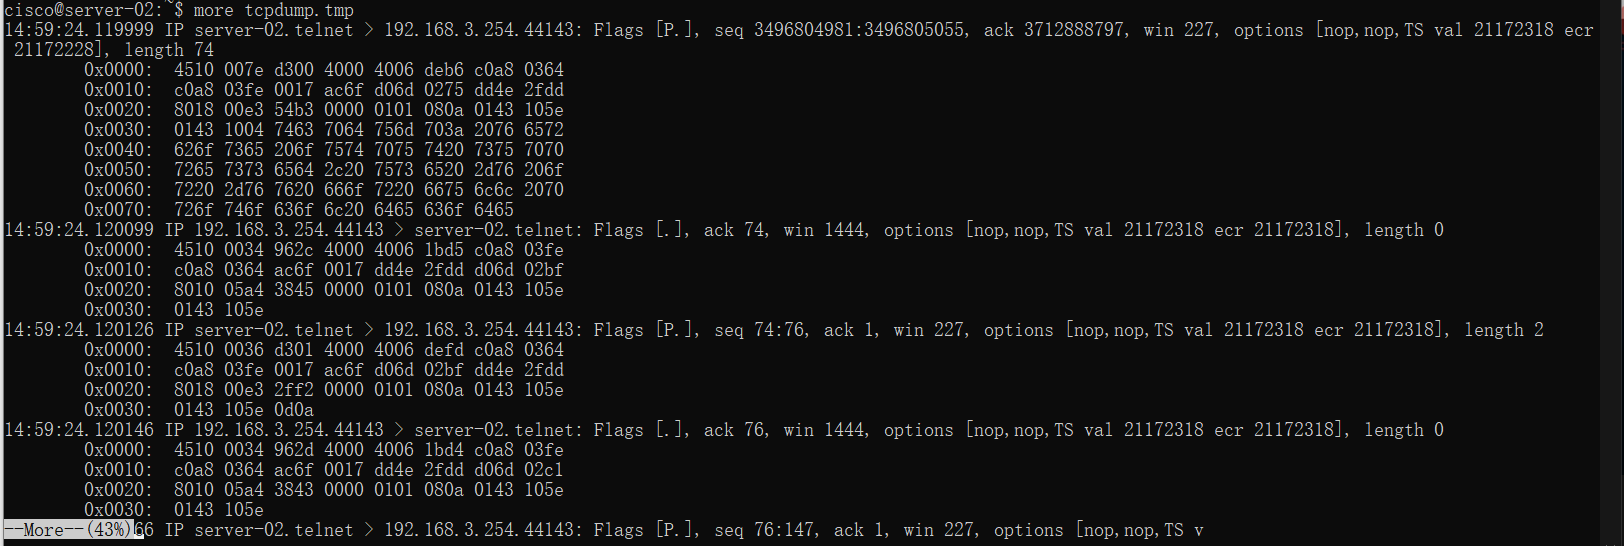 cisco@server-02:~$ more tcpdump.tmp
14:59:24.119999 IP server-02.telnet > 192.168.3.254.44143: Flags [P.], seq 3496804981:3496805055, ack 3712888797, win 227, options [nop,nop,TS val 21172318 ecr
 21172228], length 74
        0x0000:  4510 007e d300 4000 4006 deb6 c0a8 0364
        0x0010:  c0a8 03fe 0017 ac6f d06d 0275 dd4e 2fdd
        0x0020:  8018 00e3 54b3 0000 0101 080a 0143 105e
        0x0030:  0143 1004 7463 7064 756d 703a 2076 6572
        0x0040:  626f 7365 206f 7574 7075 7420 7375 7070
        0x0050:  7265 7373 6564 2c20 7573 6520 2d76 206f
        0x0060:  7220 2d76 7620 666f 7220 6675 6c6c 2070
        0x0070:  726f 746f 636f 6c20 6465 636f 6465
14:59:24.120099 IP 192.168.3.254.44143 > server-02.telnet: Flags [.], ack 74, win 1444, options [nop,nop,TS val 21172318 ecr 21172318], length 0
        0x0000:  4510 0034 962c 4000 4006 1bd5 c0a8 03fe
        0x0010:  c0a8 0364 ac6f 0017 dd4e 2fdd d06d 02bf
        0x0020:  8010 05a4 3845 0000 0101 080a 0143 105e
        0x0030:  0143 105e
14:59:24.120126 IP server-02.telnet > 192.168.3.254.44143: Flags [P.], seq 74:76, ack 1, win 227, options [nop,nop,TS val 21172318 ecr 21172318], length 2
        0x0000:  4510 0036 d301 4000 4006 defd c0a8 0364
        0x0010:  c0a8 03fe 0017 ac6f d06d 02bf dd4e 2fdd
        0x0020:  8018 00e3 2ff2 0000 0101 080a 0143 105e
        0x0030:  0143 105e 0d0a
14:59:24.120146 IP 192.168.3.254.44143 > server-02.telnet: Flags [.], ack 76, win 1444, options [nop,nop,TS val 21172318 ecr 21172318], length 0
        0x0000:  4510 0034 962d 4000 4006 1bd4 c0a8 03fe
        0x0010:  c0a8 0364 ac6f 0017 dd4e 2fdd d06d 02c1
        0x0020:  8010 05a4 3843 0000 0101 080a 0143 105e
        0x0030:  0143 105e
--More--(43%)66 IP server-02.telnet > 192.168.3.254.44143: Flags [P.], seq 76:147, ack 1, win 227, options [nop,nop,TS v